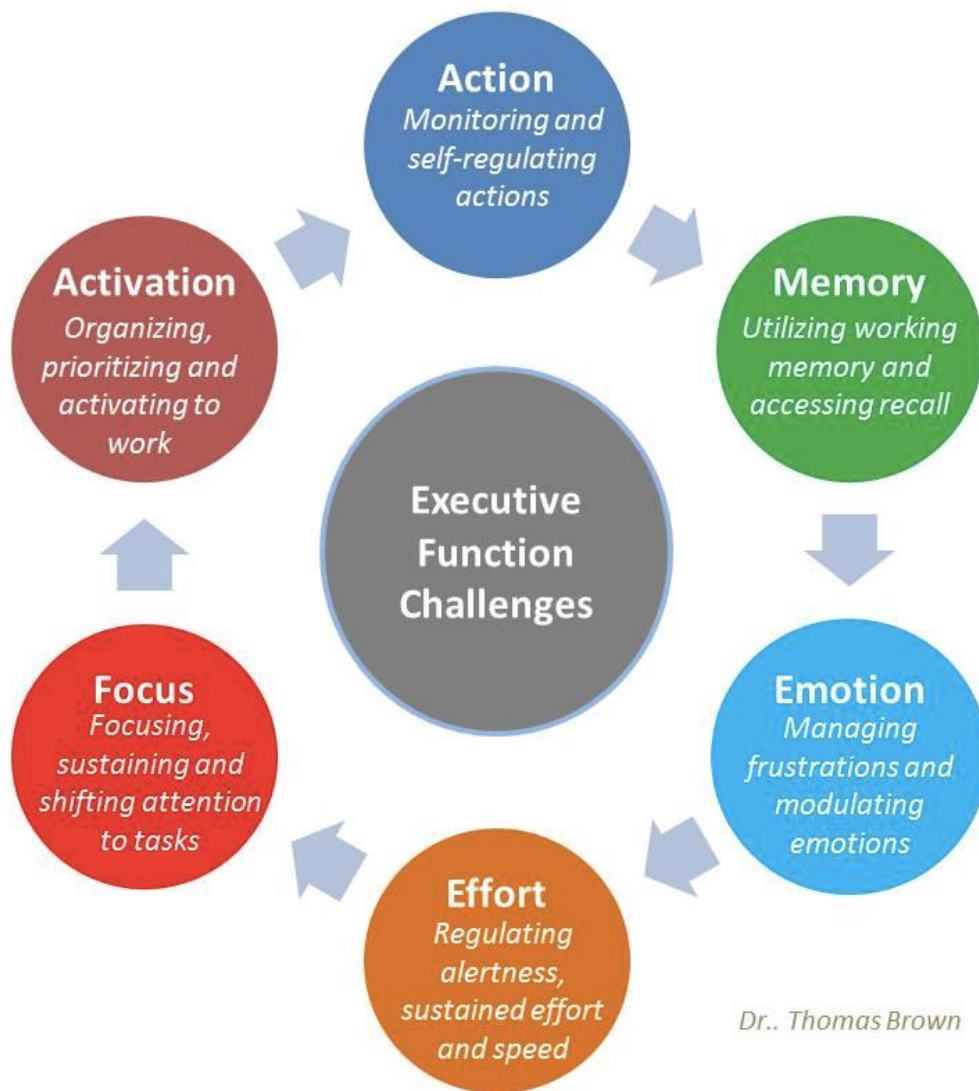 Action
Monitoring and
self-regulating
actions
Memory
Utilizing working
memory and
accessing recall
Emotion
Managing
frustrations and
modulating
emotions
Effort
Regulating
alertness,
sustained effort
and speed
Focus
Focusing,
sustaining and
shifting attention
to tasks
Activation
Organizing,
prioritizing and
activating to
work
Executive
Function
Challenges
Dr.. Thomas Brown